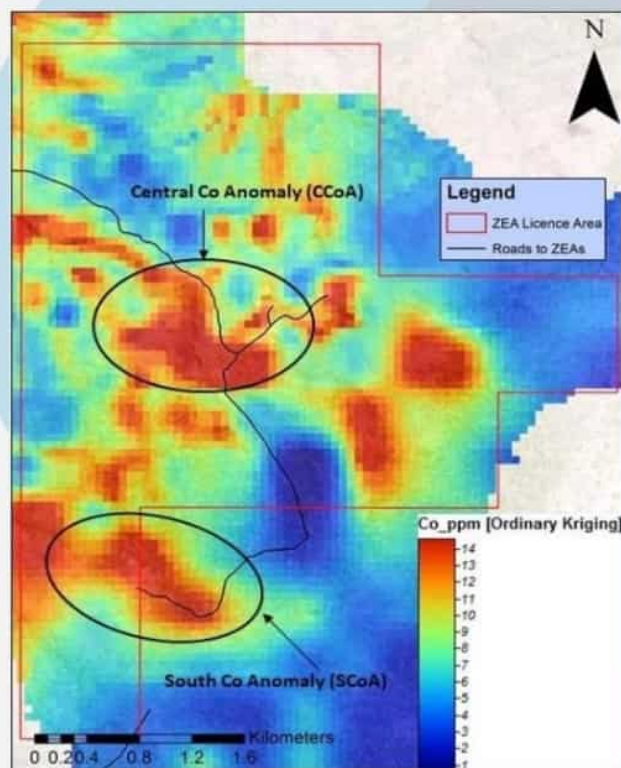 N
Central Co Anomaly (CCoA)
Legend
ZEA Licence Area
Roads to ZEAs
Co_ppm [Ordinary Kriging]
14
13
12
11
10
9
8
7
6
5
4
3
2
1
South Co Anomaly (SCoA)
Kilometers
0 0.2 0.4 0.8 1.2 1.6